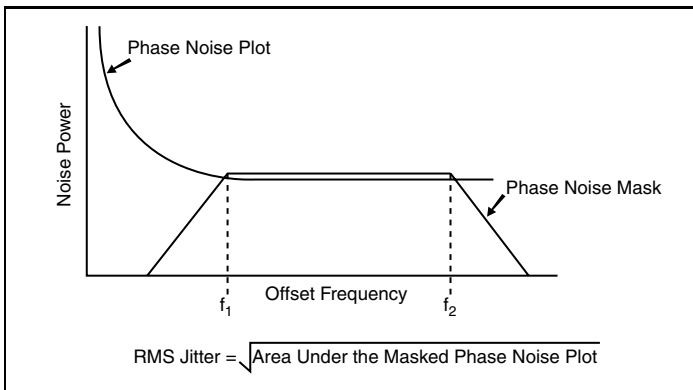 Phase Noise Plot
Noise Power
Phase Noise Mask
f1
Offset Frequency
f2
RMS Jitter = √Area Under the Masked Phase Noise Plot